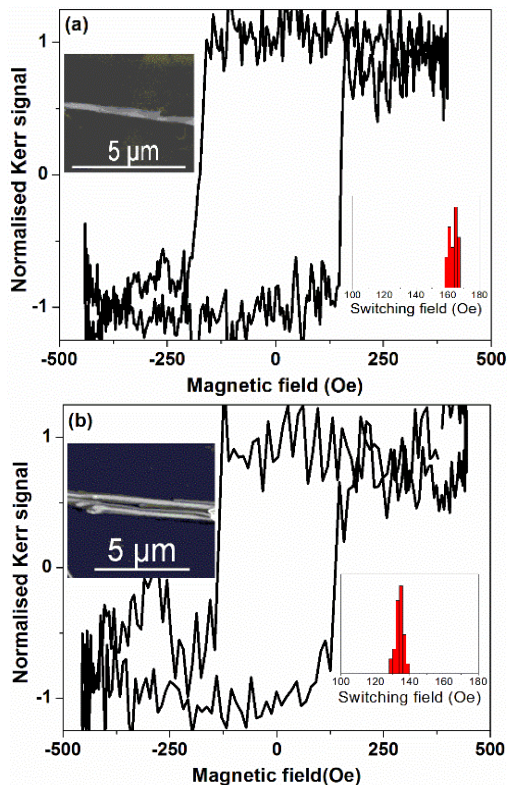 (a)
Normalised Kerr signal
1
0
-1
5 µm
100 120 130 140 160 180
Switching field (Oe)
-500 -250 0 250 500
Magnetic field (Oe)
(b)
Normalised Kerr signal
1
0
-1
5 µm
100 120 140 160 180
Switching field (Oe)
-500 -250 0 250 500
Magnetic field(Oe)